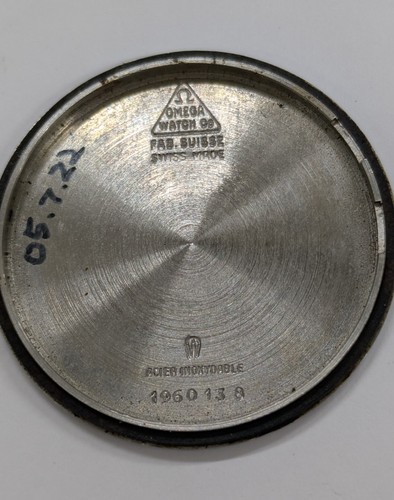 Ω
OMEGA
WATCH Co
FAB. SUISSE
SWISS MADE
05.7.22
ACIER INOXYDABLE
1960 13 8